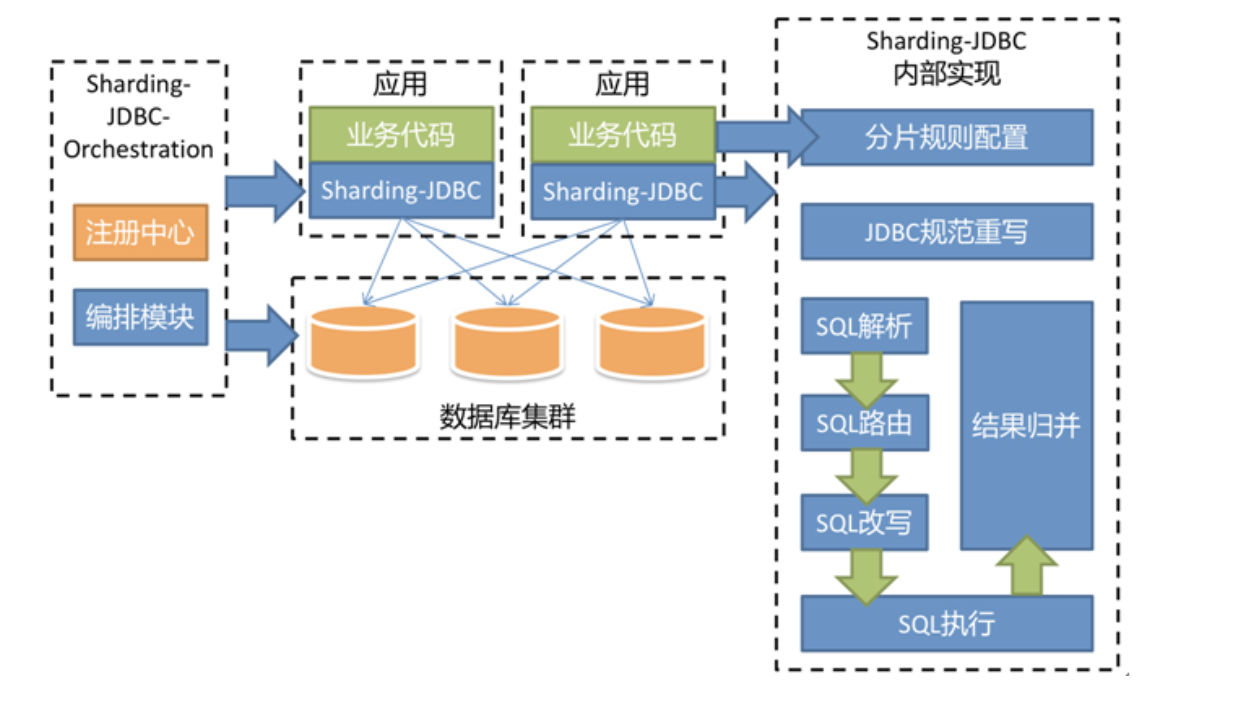 Sharding-
JDBC-
Orchestration
注册中心
编排模块
应用
业务代码
Sharding-JDBC
应用
业务代码
Sharding-JDBC
数据库集群
Sharding-JDBC
内部实现
分片规则配置
JDBC规范重写
SQL解析
SQL路由
SQL改写
结果归并
SQL执行